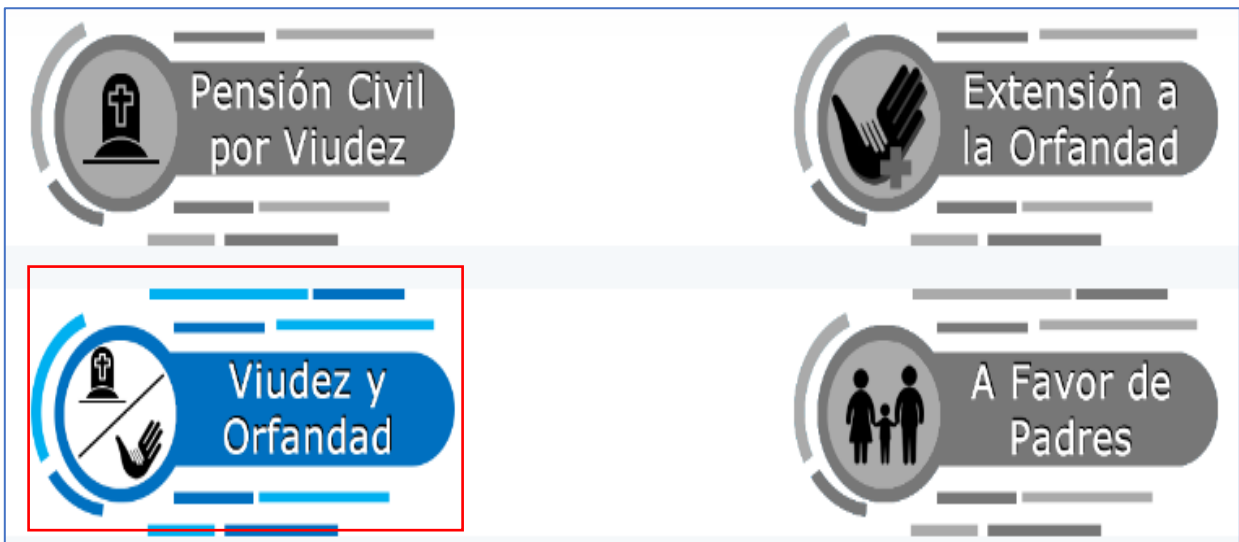 Pensión Civil
por Viudez
Extensión a
la Orfandad
Viudez y
Orfandad
A Favor de
Padres